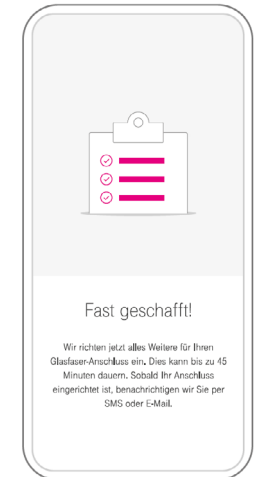 Fast geschafft!
Wir richten jetzt alles Weitere für Ihren
Glasfaser-Anschluss ein. Dies kann bis zu 45
Minuten dauern. Sobald Ihr Anschluss
eingerichtet ist, benachrichtigen wir Sie per
SMS oder E-Mail.